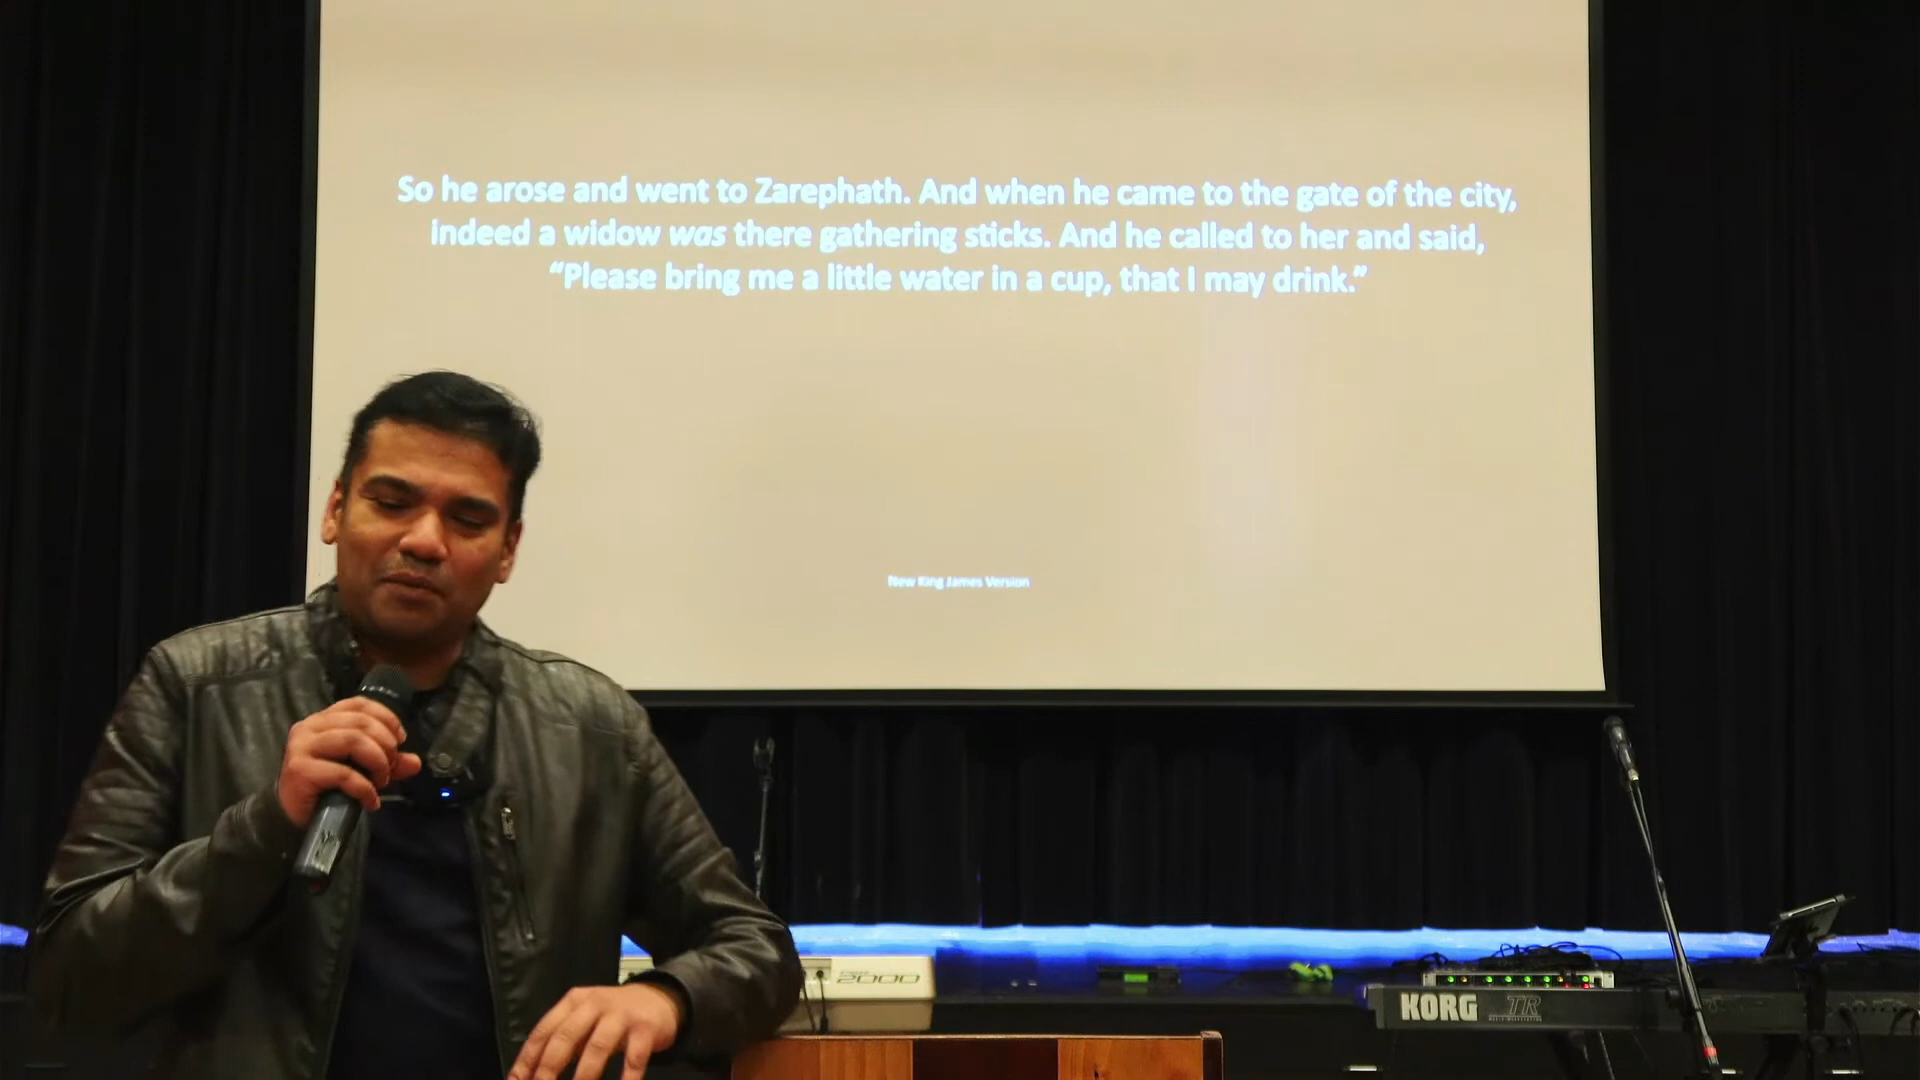 So he arose and went to Zarephath. And when he came to the gate of the city,
indeed a widow was there gathering sticks. And he called to her and said,
“Please bring me a little water in a cup, that I may drink.”
New King James Version
2000
KORG TR